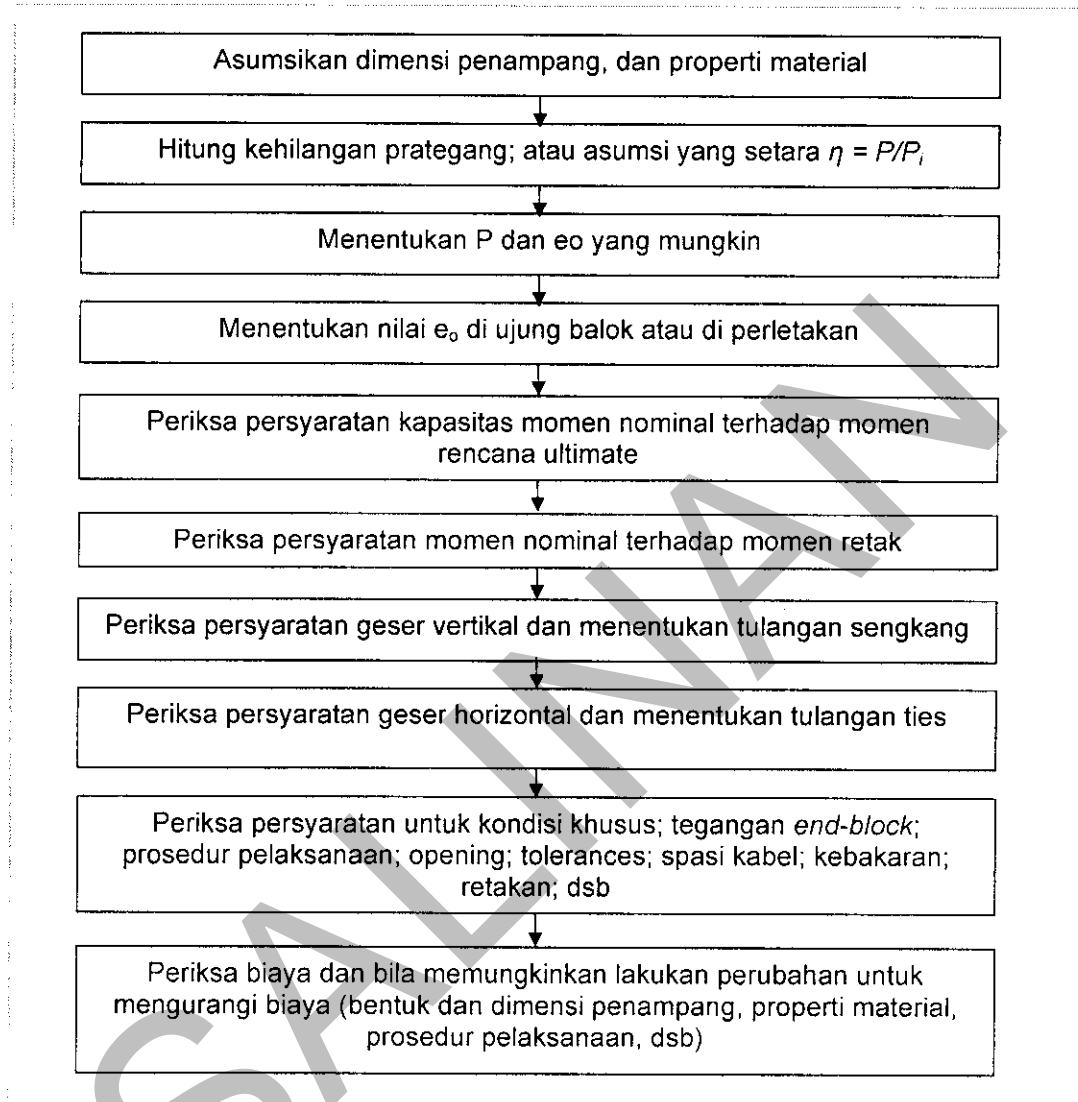 Asumsikan dimensi penampang, dan properti material
Hitung kehilangan prategang; atau asumsi yang setara η = P/Pi
Menentukan P dan eo yang mungkin
Menentukan nilai eo di ujung balok atau di perletakan
Periksa persyaratan kapasitas momen nominal terhadap momen
rencana ultimate
Periksa persyaratan momen nominal terhadap momen retak
Periksa persyaratan geser vertikal dan menentukan tulangan sengkang
Periksa persyaratan geser horizontal dan menentukan tulangan ties
Periksa persyaratan untuk kondisi khusus; tegangan end-block;
prosedur pelaksanaan; opening; tolerances; spasi kabel; kebakaran;
retakan; dsb
Periksa biaya dan bila memungkinkan lakukan perubahan untuk
mengurangi biaya (bentuk dan dimensi penampang, properti material,
prosedur pelaksanaan, dsb)
SALINAN